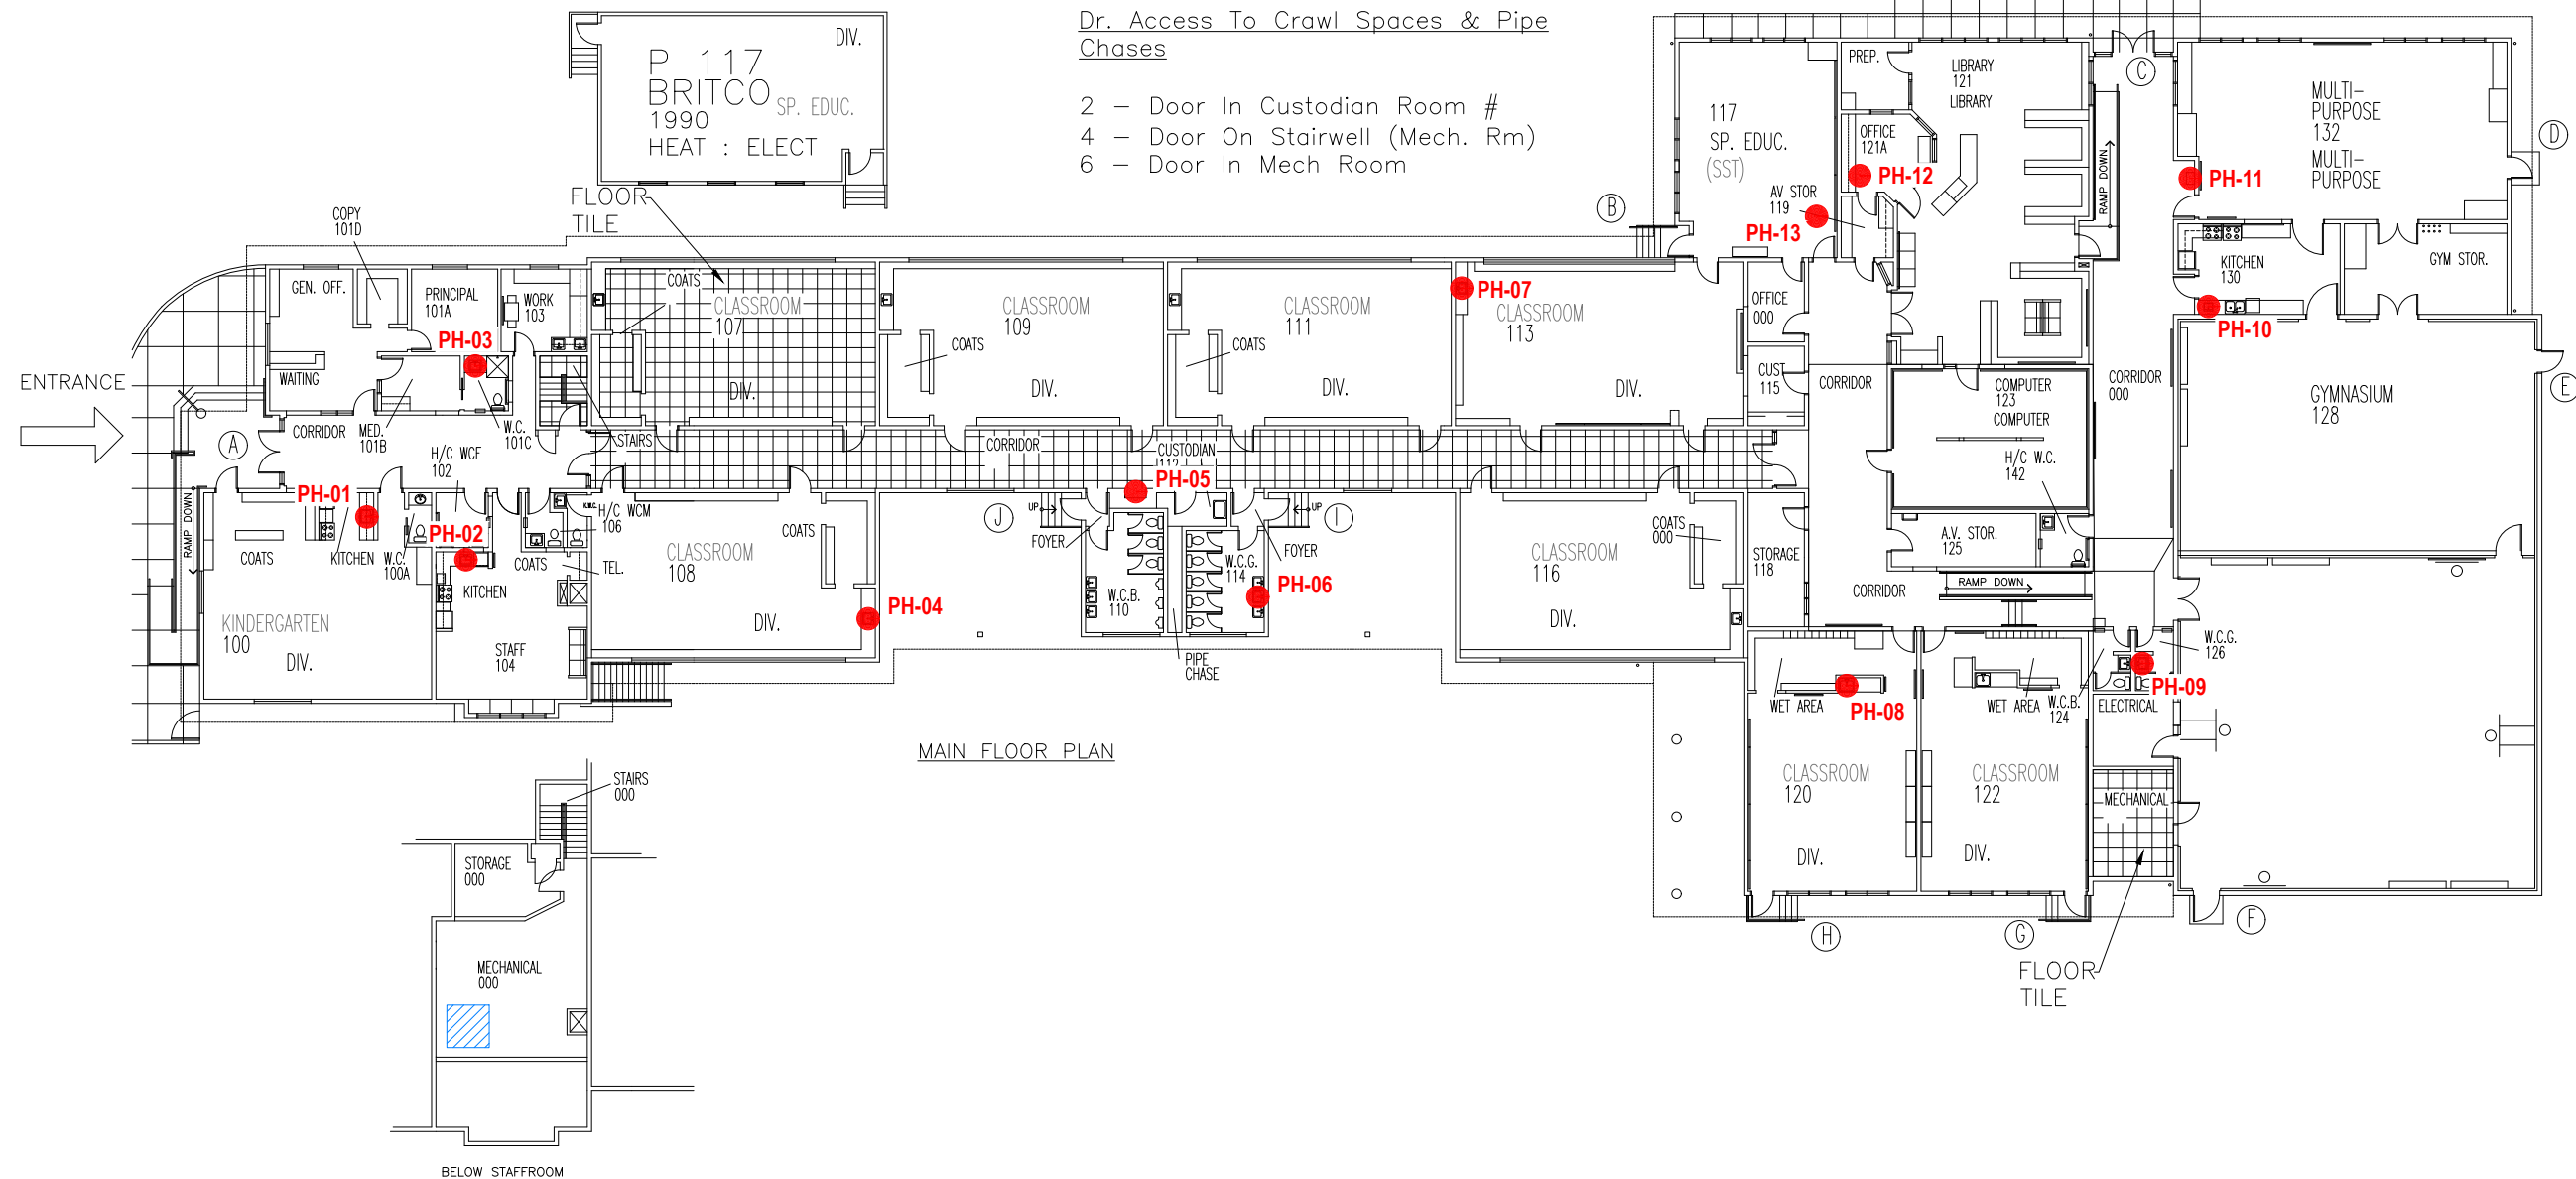 Dr. Access To Crawl Spaces & Pipe
Chases
2 - Door In Custodian Room #
4 - Door On Stairwell (Mech. Rm)
6 - Door In Mech Room
DIV.
P 117
BRITCO
SP. EDUC.
1990
HEAT : ELECT
FLOOR
TILE
COPY
101D
GEN. OFF.
PRINCIPAL
101A
WORK
103
PH-03
WAITING
ENTRANCE
A
CORRIDOR
MED.
101B
W.C.
101C
H/C WCF
102
STAIRS
COATS
CLASSROOM
107
DIV.
CLASSROOM
109
COATS
DIV.
CLASSROOM
111
COATS
DIV.
PH-07
CLASSROOM
113
DIV.
B
117
SP. EDUC.
(SST)
PH-13
PREP.
OFFICE
121A
PH-12
AV STOR
119
LIBRARY
121
LIBRARY
C
RAMP DOWN
MULTI-
PURPOSE
132
MULTI-
PURPOSE
D
PH-11
KITCHEN
130
GYM STOR.
PH-10
OFFICE
000
CUST
115
CORRIDOR
COMPUTER
123
COMPUTER
CORRIDOR
000
GYMNASIUM
128
E
H/C W.C.
142
A.V. STOR.
125
RAMP DOWN
CORRIDOR
STORAGE
118
CORRIDOR
CUSTODIAN
PH-05
J
UP
FOYER
W.C.B.
110
W.C.G.
114
FOYER
UP
I
PH-06
PIPE
CHASE
RAMP DOWN
PH-01
COATS
KITCHEN
W.C.
100A
KINDERGARTEN
100
DIV.
PH-02
KITCHEN
COATS
TEL.
H/C WCM
106
STAFF
104
CLASSROOM
108
COATS
DIV.
PH-04
CLASSROOM
116
COATS
000
DIV.
WET AREA
PH-08
CLASSROOM
120
DIV.
WET AREA
W.C.B.
124
CLASSROOM
122
DIV.
W.C.G.
126
PH-09
ELECTRICAL
MECHANICAL
H
G
F
FLOOR
TILE
MAIN FLOOR PLAN
STAIRS
000
STORAGE
000
MECHANICAL
000
BELOW STAFFROOM